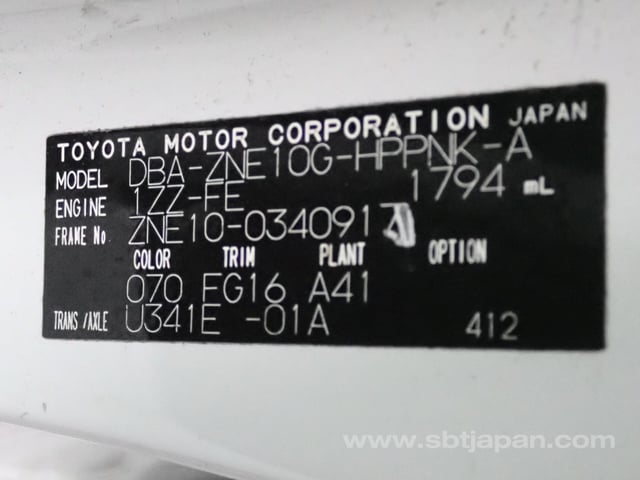 TOYOTA MOTOR CORPORATION JAPAN
MODEL DBA-ZNE10G-HPPNK-A
ENGINE 1ZZ-FE 1794 mL
FRAME No ZNE10-0340917
COLOR TRIM PLANT OPTION
070 FG16 A41
TRANS/AXLE U341E -01A 412
www.sbtjapan.com